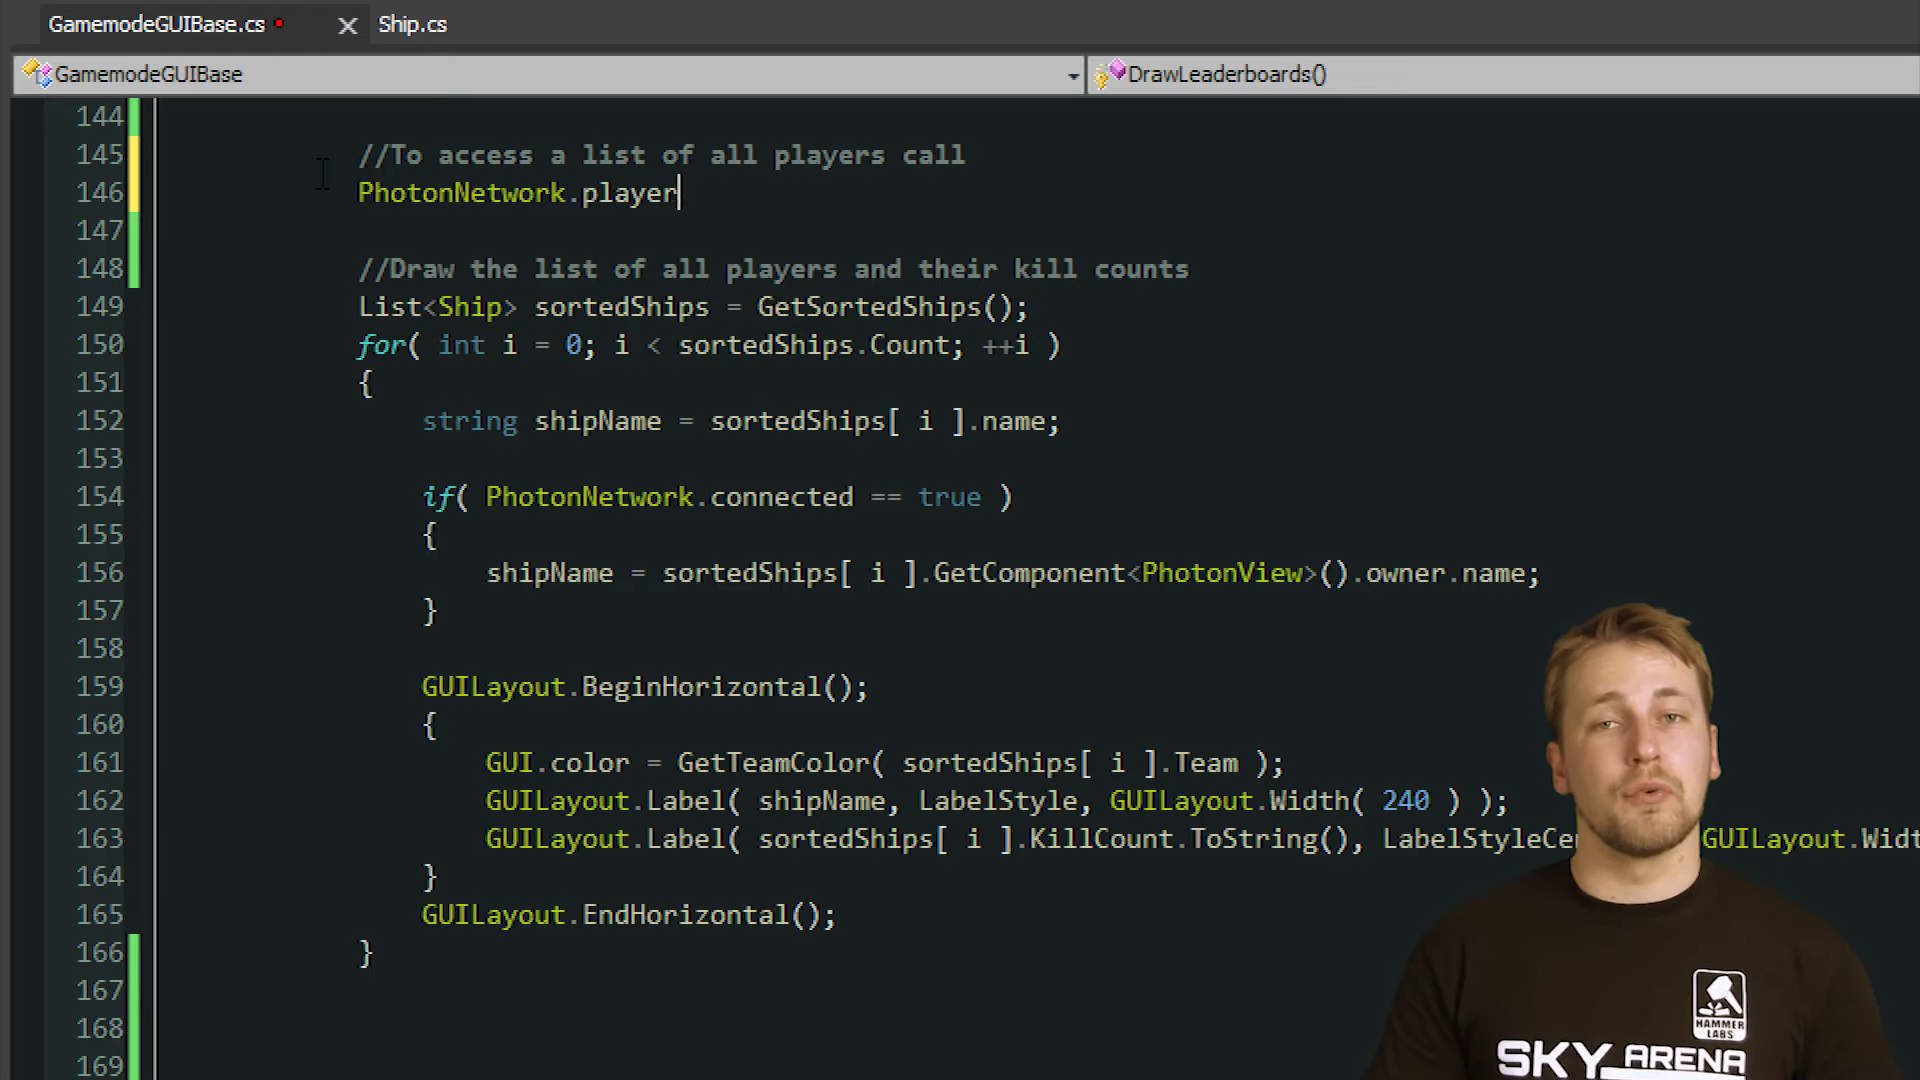 GamemodeGUIBase.cs
Ship.cs
GamemodeGUIBase
DrawLeaderboards()
144
145 //To access a list of all players call
146 PhotonNetwork.player
147
148 //Draw the list of all players and their kill counts
149 List<Ship> sortedShips = GetSortedShips();
150 for( int i = 0; i < sortedShips.Count; ++i )
151 {
152 string shipName = sortedShips[ i ].name;
153
154 if( PhotonNetwork.connected == true )
155 {
156 shipName = sortedShips[ i ].GetComponent<PhotonView>().owner.name;
157 }
158
159 GUILayout.BeginHorizontal();
160 {
161 GUI.color = GetTeamColor( sortedShips[ i ].Team );
162 GUILayout.Label( shipName, LabelStyle, GUILayout.Width( 240 ) );
163 GUILayout.Label( sortedShips[ i ].KillCount.ToString(), LabelStyleCe GUILayout.Widt
164 }
165 GUILayout.EndHorizontal();
166 }
167
168
169
HAMMER
LABS
SKY ARENA